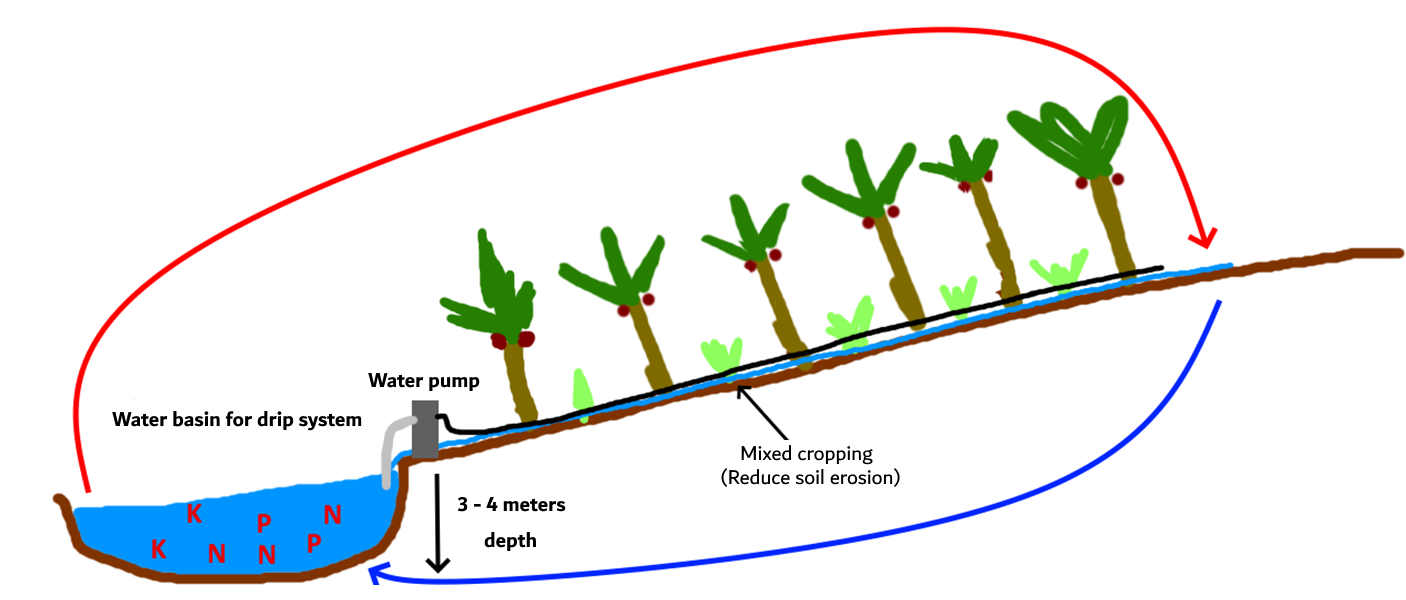 Water pump
Water basin for drip system
Mixed cropping
(Reduce soil erosion)
3 - 4 meters
depth
K P N
K N N P